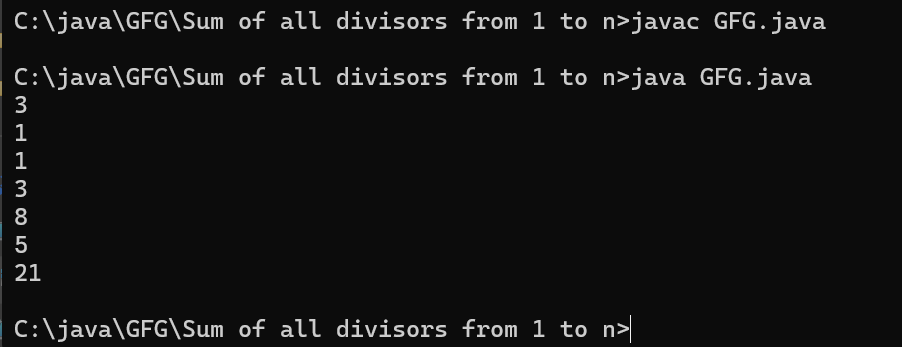 C:\java\GFG\Sum of all divisors from 1 to n>javac GFG.java
C:\java\GFG\Sum of all divisors from 1 to n>java GFG.java
3
1
1
3
8
5
21
C:\java\GFG\Sum of all divisors from 1 to n>